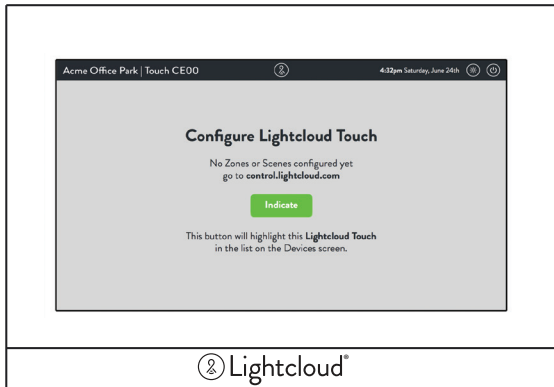 Acme Office Park | Touch CE00
4:32pm Saturday, June 24th
Configure Lightcloud Touch
No Zones or Scenes configured yet
go to control.lightcloud.com
Indicate
This button will highlight this Lightcloud Touch
in the list on the Devices screen.
Lightcloud®